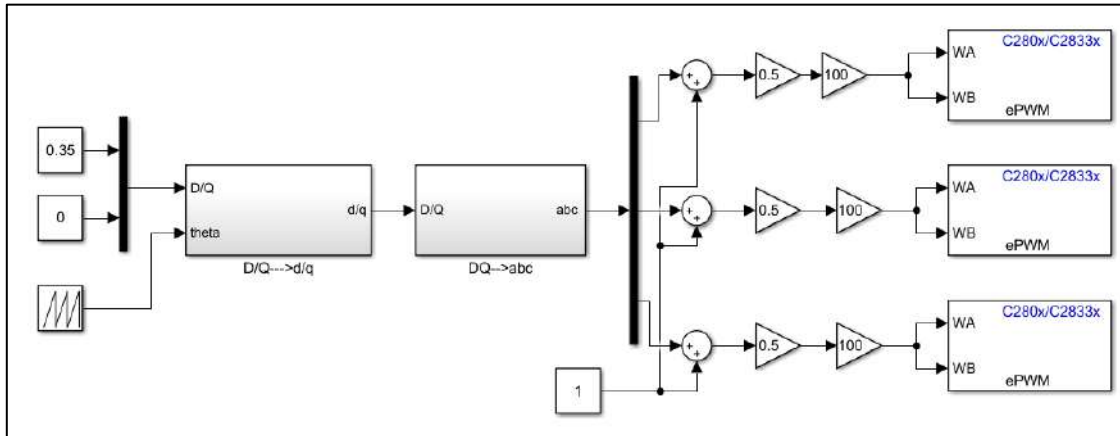 0.35
0
D/Q
theta
d/q
D/Q---->d/q
D/Q
abc
DQ-->abc
1
+
+
0.5
100
C280x/C2833x
WA
WB
ePWM
+
+
0.5
100
C280x/C2833x
WA
WB
ePWM
+
+
0.5
100
C280x/C2833x
WA
WB
ePWM